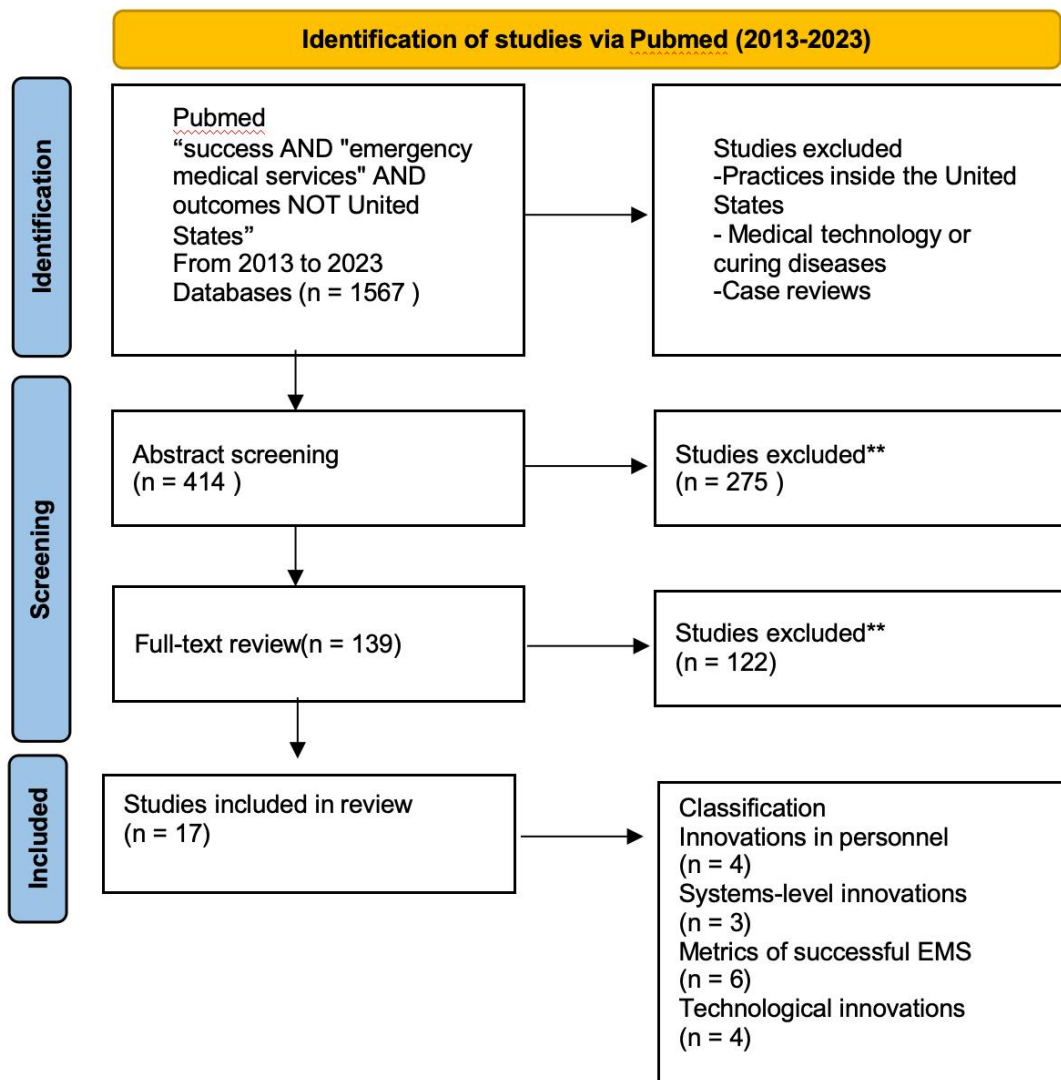 Identification of studies via Pubmed (2013-2023)
Identification
Pubmed
“success AND "emergency
medical services" AND
outcomes NOT United
States”
From 2013 to 2023
Databases (n = 1567 )
Studies excluded
-Practices inside the United
States
- Medical technology or
curing diseases
-Case reviews
Screening
Abstract screening
(n = 414 )
Studies excluded**
(n = 275 )
Full-text review(n = 139)
Studies excluded**
(n = 122)
Included
Studies included in review
(n = 17)
Classification
Innovations in personnel
(n = 4)
Systems-level innovations
(n = 3)
Metrics of successful EMS
(n = 6)
Technological innovations
(n = 4)